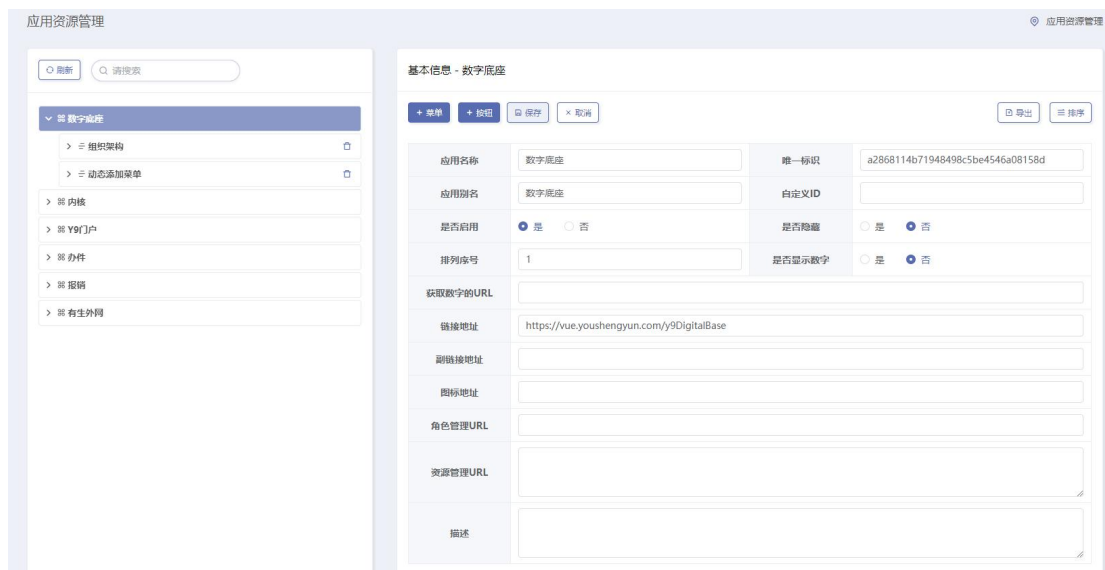 应用资源管理
应用资源管理
刷新
请搜索
数字底座
组织架构
动态添加菜单
内核
Y9门户
办件
报销
有生外网
基本信息 - 数字底座
+ 菜单
+ 按钮
保存
× 取消
导出
排序
应用名称 数字底座 唯一标识 a2868114b71948498c5be4546a08158d
应用别名 数字底座 自定义ID
是否启用 是 否 是否隐藏 是 否
排列序号 1 是否显示数字 是 否
获取数字的URL
链接地址 https://vue.youshengyun.com/y9DigitalBase
副链接地址
图标地址
角色管理URL
资源管理URL
描述